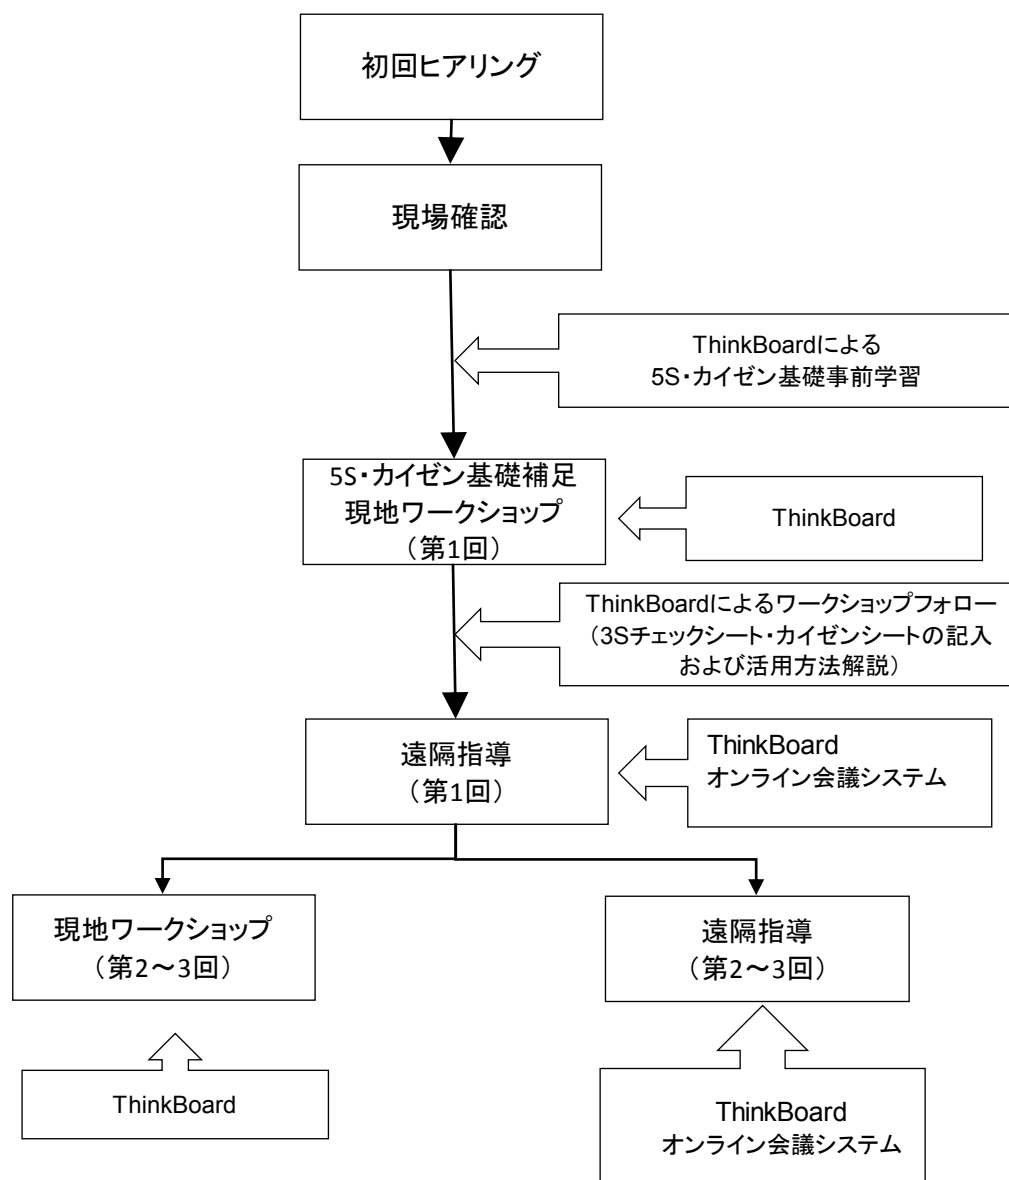 初回ヒアリング
現場確認
ThinkBoardによる
5S・カイゼン基礎事前学習
5S・カイゼン基礎補足
現地ワークショップ
（第1回）
ThinkBoard
ThinkBoardによるワークショップフォロー
（3Sチェックシート・カイゼンシートの記入
および活用方法解説）
遠隔指導
（第1回）
ThinkBoard
オンライン会議システム
現地ワークショップ
（第2～3回）
遠隔指導
（第2～3回）
ThinkBoard
ThinkBoard
オンライン会議システム